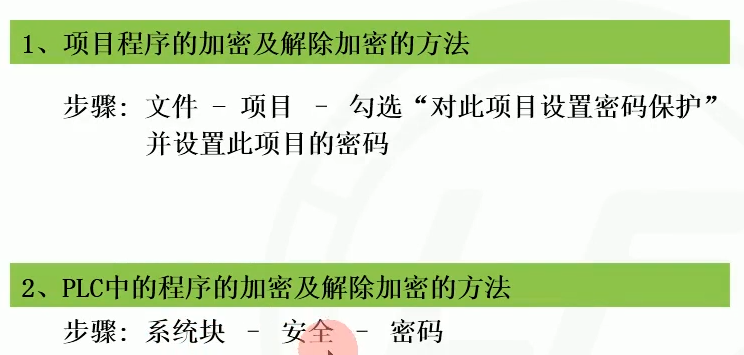 1、项目程序的加密及解除加密的方法
步骤: 文件 - 项目 - 勾选“对此项目设置密码保护”
并设置此项目的密码
2、PLC中的程序的加密及解除加密的方法
步骤: 系统块 - 安全 - 密码